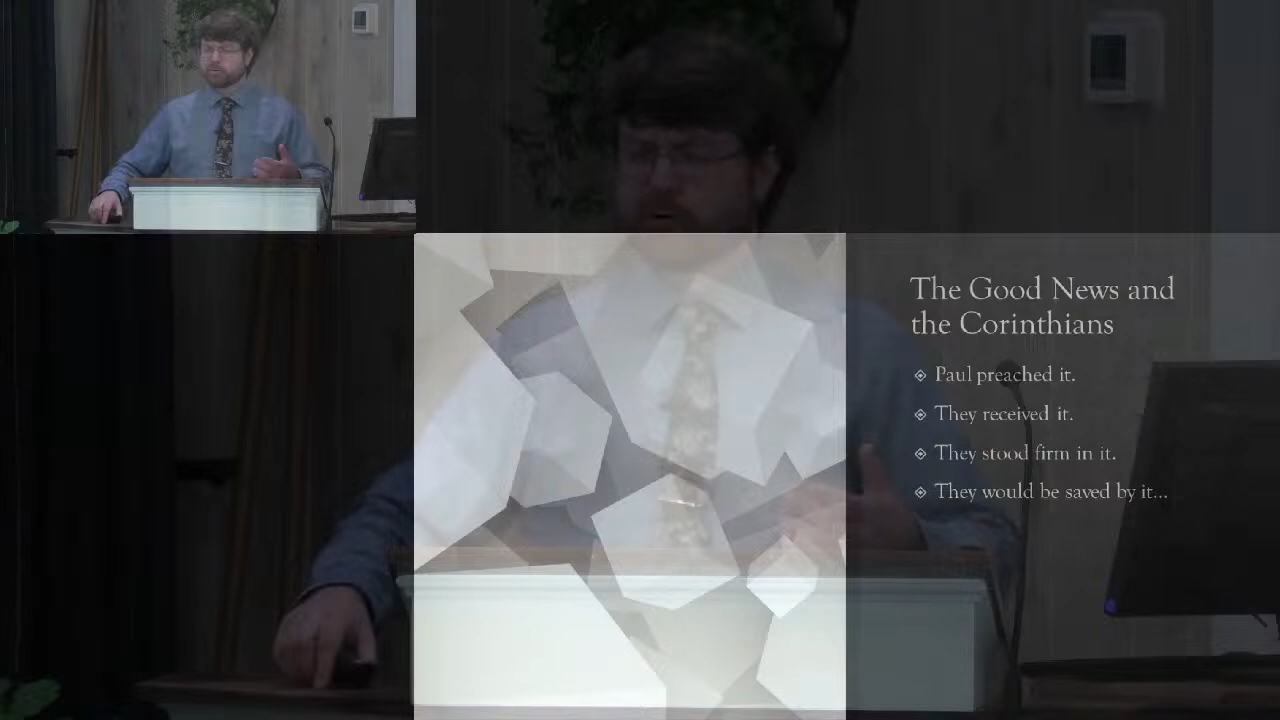 The Good News and
the Corinthians
Paul preached it.
They received it.
They stood firm in it.
They would be saved by it...